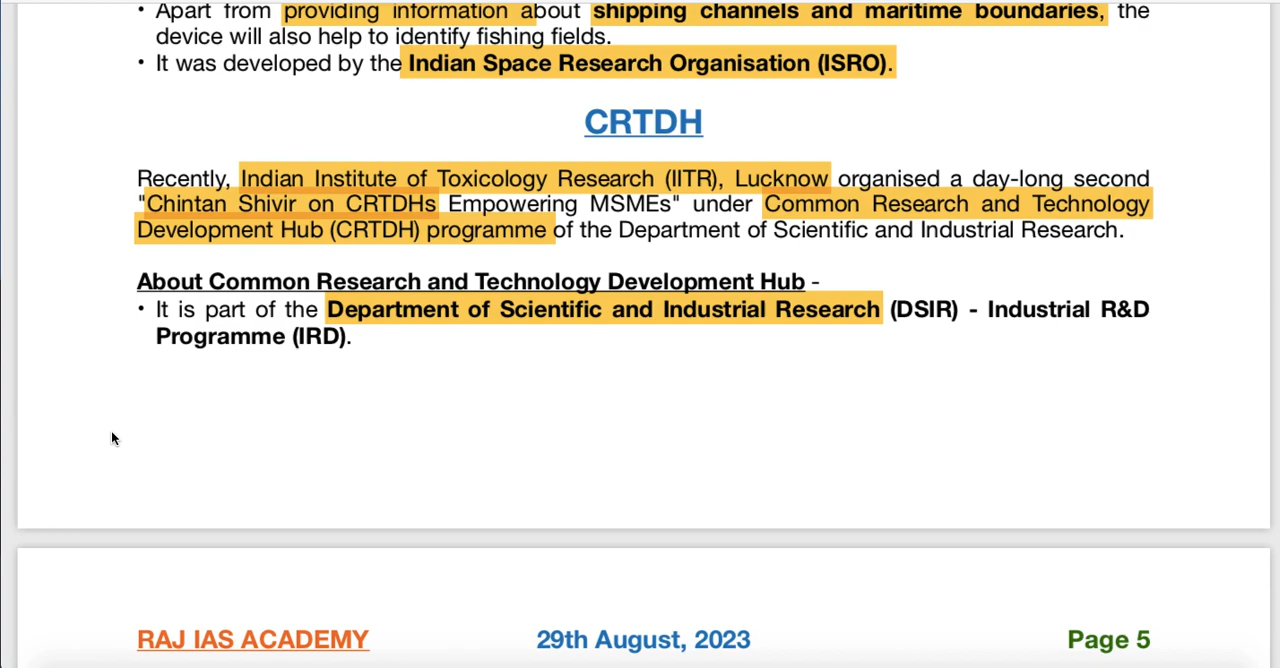 • Apart from providing information about shipping channels and maritime boundaries, the
device will also help to identify fishing fields.
• It was developed by the Indian Space Research Organisation (ISRO).
CRTDH
Recently, Indian Institute of Toxicology Research (IITR), Lucknow organised a day-long second
"Chintan Shivir on CRTDHs Empowering MSMEs" under Common Research and Technology
Development Hub (CRTDH) programme of the Department of Scientific and Industrial Research.
About Common Research and Technology Development Hub -
• It is part of the Department of Scientific and Industrial Research (DSIR) - Industrial R&D
Programme (IRD).
RAJ IAS ACADEMY 29th August, 2023 Page 5